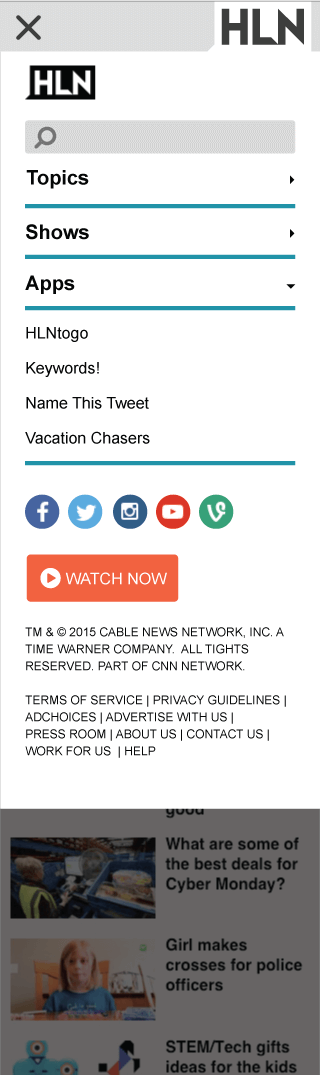 HLN
HLN
Topics
Shows
Apps
HLNtogo
Keywords!
Name This Tweet
Vacation Chasers
WATCH NOW
TM & © 2015 CABLE NEWS NETWORK, INC. A
TIME WARNER COMPANY. ALL TIGHTS
RESERVED. PART OF CNN NETWORK.
TERMS OF SERVICE | PRIVACY GUIDELINES |
ADCHOICES | ADVERTISE WITH US |
PRESS ROOM | ABOUT US | CONTACT US |
WORK FOR US | HELP
good
What are some of
the best deals for
Cyber Monday?
Girl makes
crosses for police
officers
STEM/Tech gifts
ideas for the kids